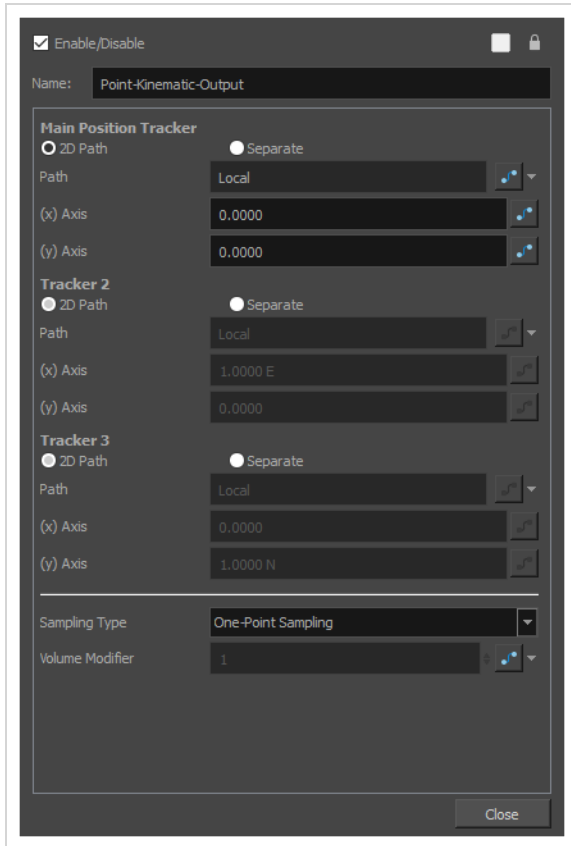 Enable/Disable
Name: Point-Kinematic-Output
Main Position Tracker
2D Path Separate
Path Local
(x) Axis 0.0000
(y) Axis 0.0000
Tracker 2
2D Path Separate
Path Local
(x) Axis 1.0000 E
(y) Axis 0.0000
Tracker 3
2D Path Separate
Path Local
(x) Axis 0.0000
(y) Axis 1.0000 N
Sampling Type One-Point Sampling
Volume Modifier 1
Close